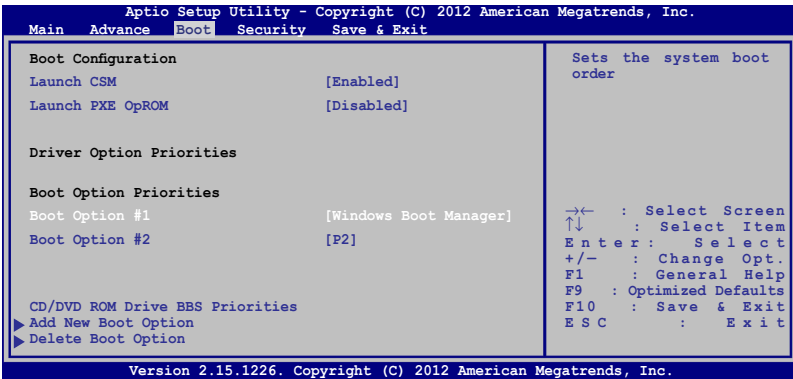 Aptio Setup Utility - Copyright (C) 2012 American Megatrends, Inc.
Main Advance Boot Security Save & Exit
Boot Configuration
Launch CSM [Enabled]
Launch PXE OpROM [Disabled]
Driver Option Priorities
Boot Option Priorities
Boot Option #1 [Windows Boot Manager]
Boot Option #2 [P2]
CD/DVD ROM Drive BBS Priorities
▶ Add New Boot Option
▶ Delete Boot Option
Sets the system boot
order
→← : Select Screen
↑↓ : Select Item
Enter: Select
+/— : Change Opt.
F1 : General Help
F9 : Optimized Defaults
F10 : Save & Exit
ESC : Exit
Version 2.15.1226. Copyright (C) 2012 American Megatrends, Inc.